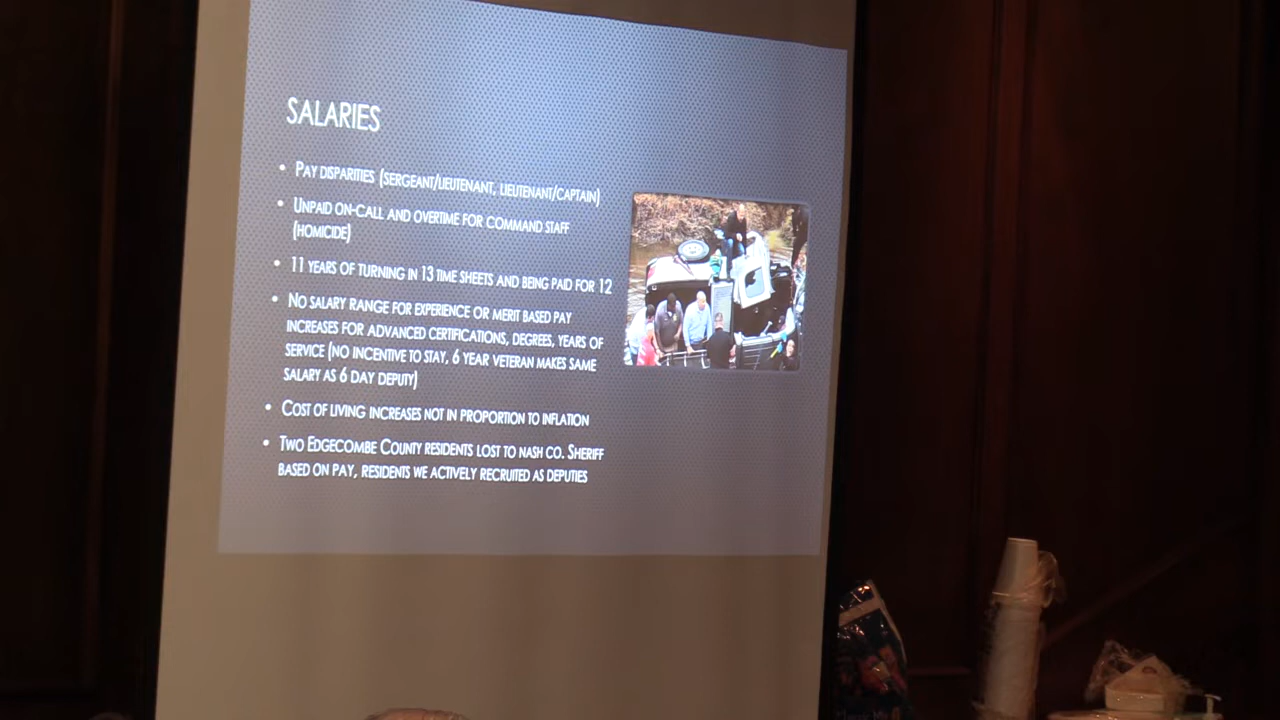 SALARIES
• PAY DISPARITIES (SERGEANT/LIEUTENANT, LIEUTENANT/CAPTAIN)
• UNPAID ON-CALL AND OVERTIME FOR COMMAND STAFF
(HOMICIDE)
• 11 YEARS OF TURNING IN 13 TIME SHEETS AND BEING PAID FOR 12
• NO SALARY RANGE FOR EXPERIENCE OR MERIT BASED PAY
INCREASES FOR ADVANCED CERTIFICATIONS, DEGREES, YEARS OF
SERVICE (NO INCENTIVE TO STAY, 6 YEAR VETERAN MAKES SAME
SALARY AS 6 DAY DEPUTY)
• COST OF LIVING INCREASES NOT IN PROPORTION TO INFLATION
• TWO EDGECOMBE COUNTY RESIDENTS LOST TO NASH CO. SHERIFF
BASED ON PAY, RESIDENTS WE ACTIVELY RECRUITED AS DEPUTIES